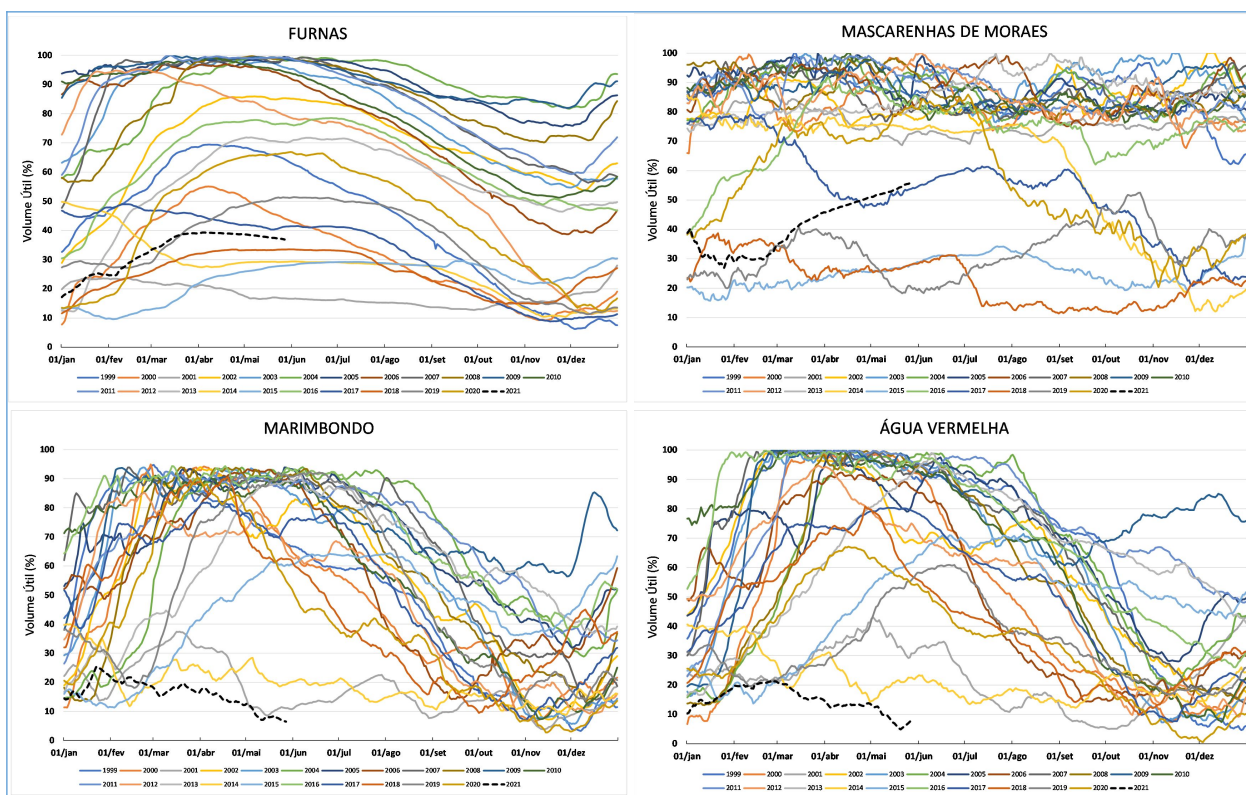 FURNAS
Volume Útil (%)
100
90
80
70
60
50
40
30
20
10
0
01/jan 01/fev 01/mar 01/abr 01/mai 01/jun 01/jul 01/ago 01/set 01/out 01/nov 01/dez
1999 2000 2001 2002 2003 2004 2005 2006 2007 2008 2009 2010
2011 2012 2013 2014 2015 2016 2017 2018 2019 2020 2021
MASCARENHAS DE MORAES
Volume Útil (%)
100
90
80
70
60
50
40
30
20
10
0
01/jan 01/fev 01/mar 01/abr 01/mai 01/jun 01/jul 01/ago 01/set 01/out 01/nov 01/dez
1999 2000 2001 2002 2003 2004 2005 2006 2007 2008 2009 2010
2011 2012 2013 2014 2015 2016 2017 2018 2019 2020 2021
MARIMBONDO
Volume Útil (%)
100
90
80
70
60
50
40
30
20
10
0
01/jan 01/fev 01/mar 01/abr 01/mai 01/jun 01/jul 01/ago 01/set 01/out 01/nov 01/dez
1999 2000 2001 2002 2003 2004 2005 2006 2007 2008 2009 2010
2011 2012 2013 2014 2015 2016 2017 2018 2019 2020 2021
ÁGUA VERMELHA
Volume Útil (%)
100
90
80
70
60
50
40
30
20
10
0
01/jan 01/fev 01/mar 01/abr 01/mai 01/jun 01/jul 01/ago 01/set 01/out 01/nov 01/dez
1999 2000 2001 2002 2003 2004 2005 2006 2007 2008 2009 2010
2011 2012 2013 2014 2015 2016 2017 2018 2019 2020 2021